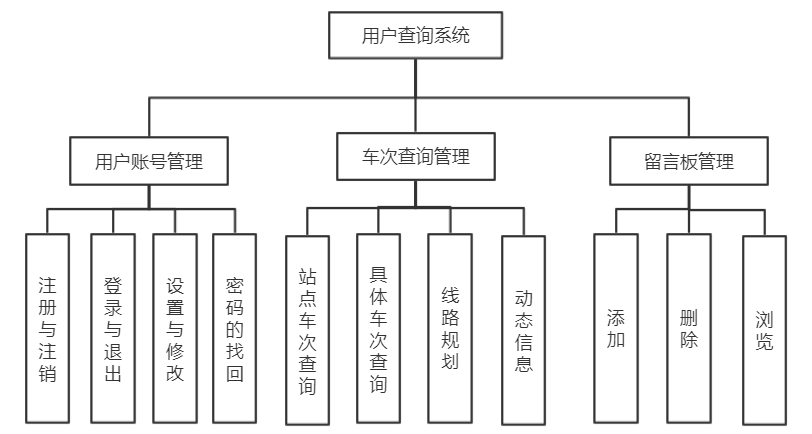 用户查询系统
用户账号管理
车次查询管理
留言板管理
注册与注销
登录与退出
设置与修改
密码的找回
站点车次查询
具体车次查询
线路规划
动态信息
添加
删除
浏览